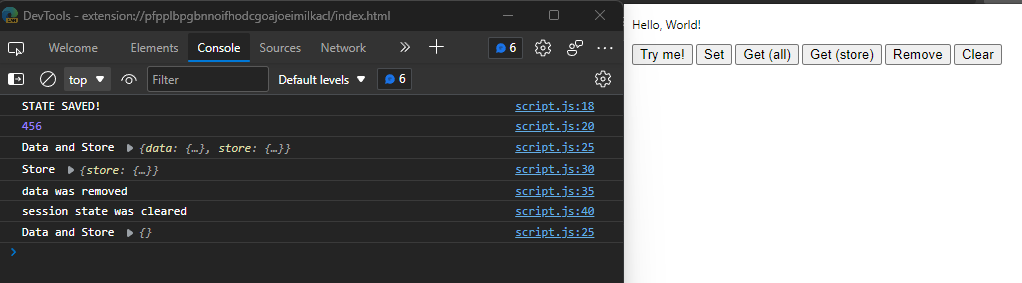 DevTools - extension://pfpplbpgbnnoifhodcgoajoeimilkacl/index.html
Welcome Elements Console Sources Network 6
top Filter Default levels 6
STATE SAVED! script.js:18
456 script.js:20
Data and Store {data: {…}, store: {…}} script.js:25
Store {store: {…}} script.js:30
data was removed script.js:35
session state was cleared script.js:40
Data and Store {} script.js:25
Hello, World!
Try me! Set Get (all) Get (store) Remove Clear